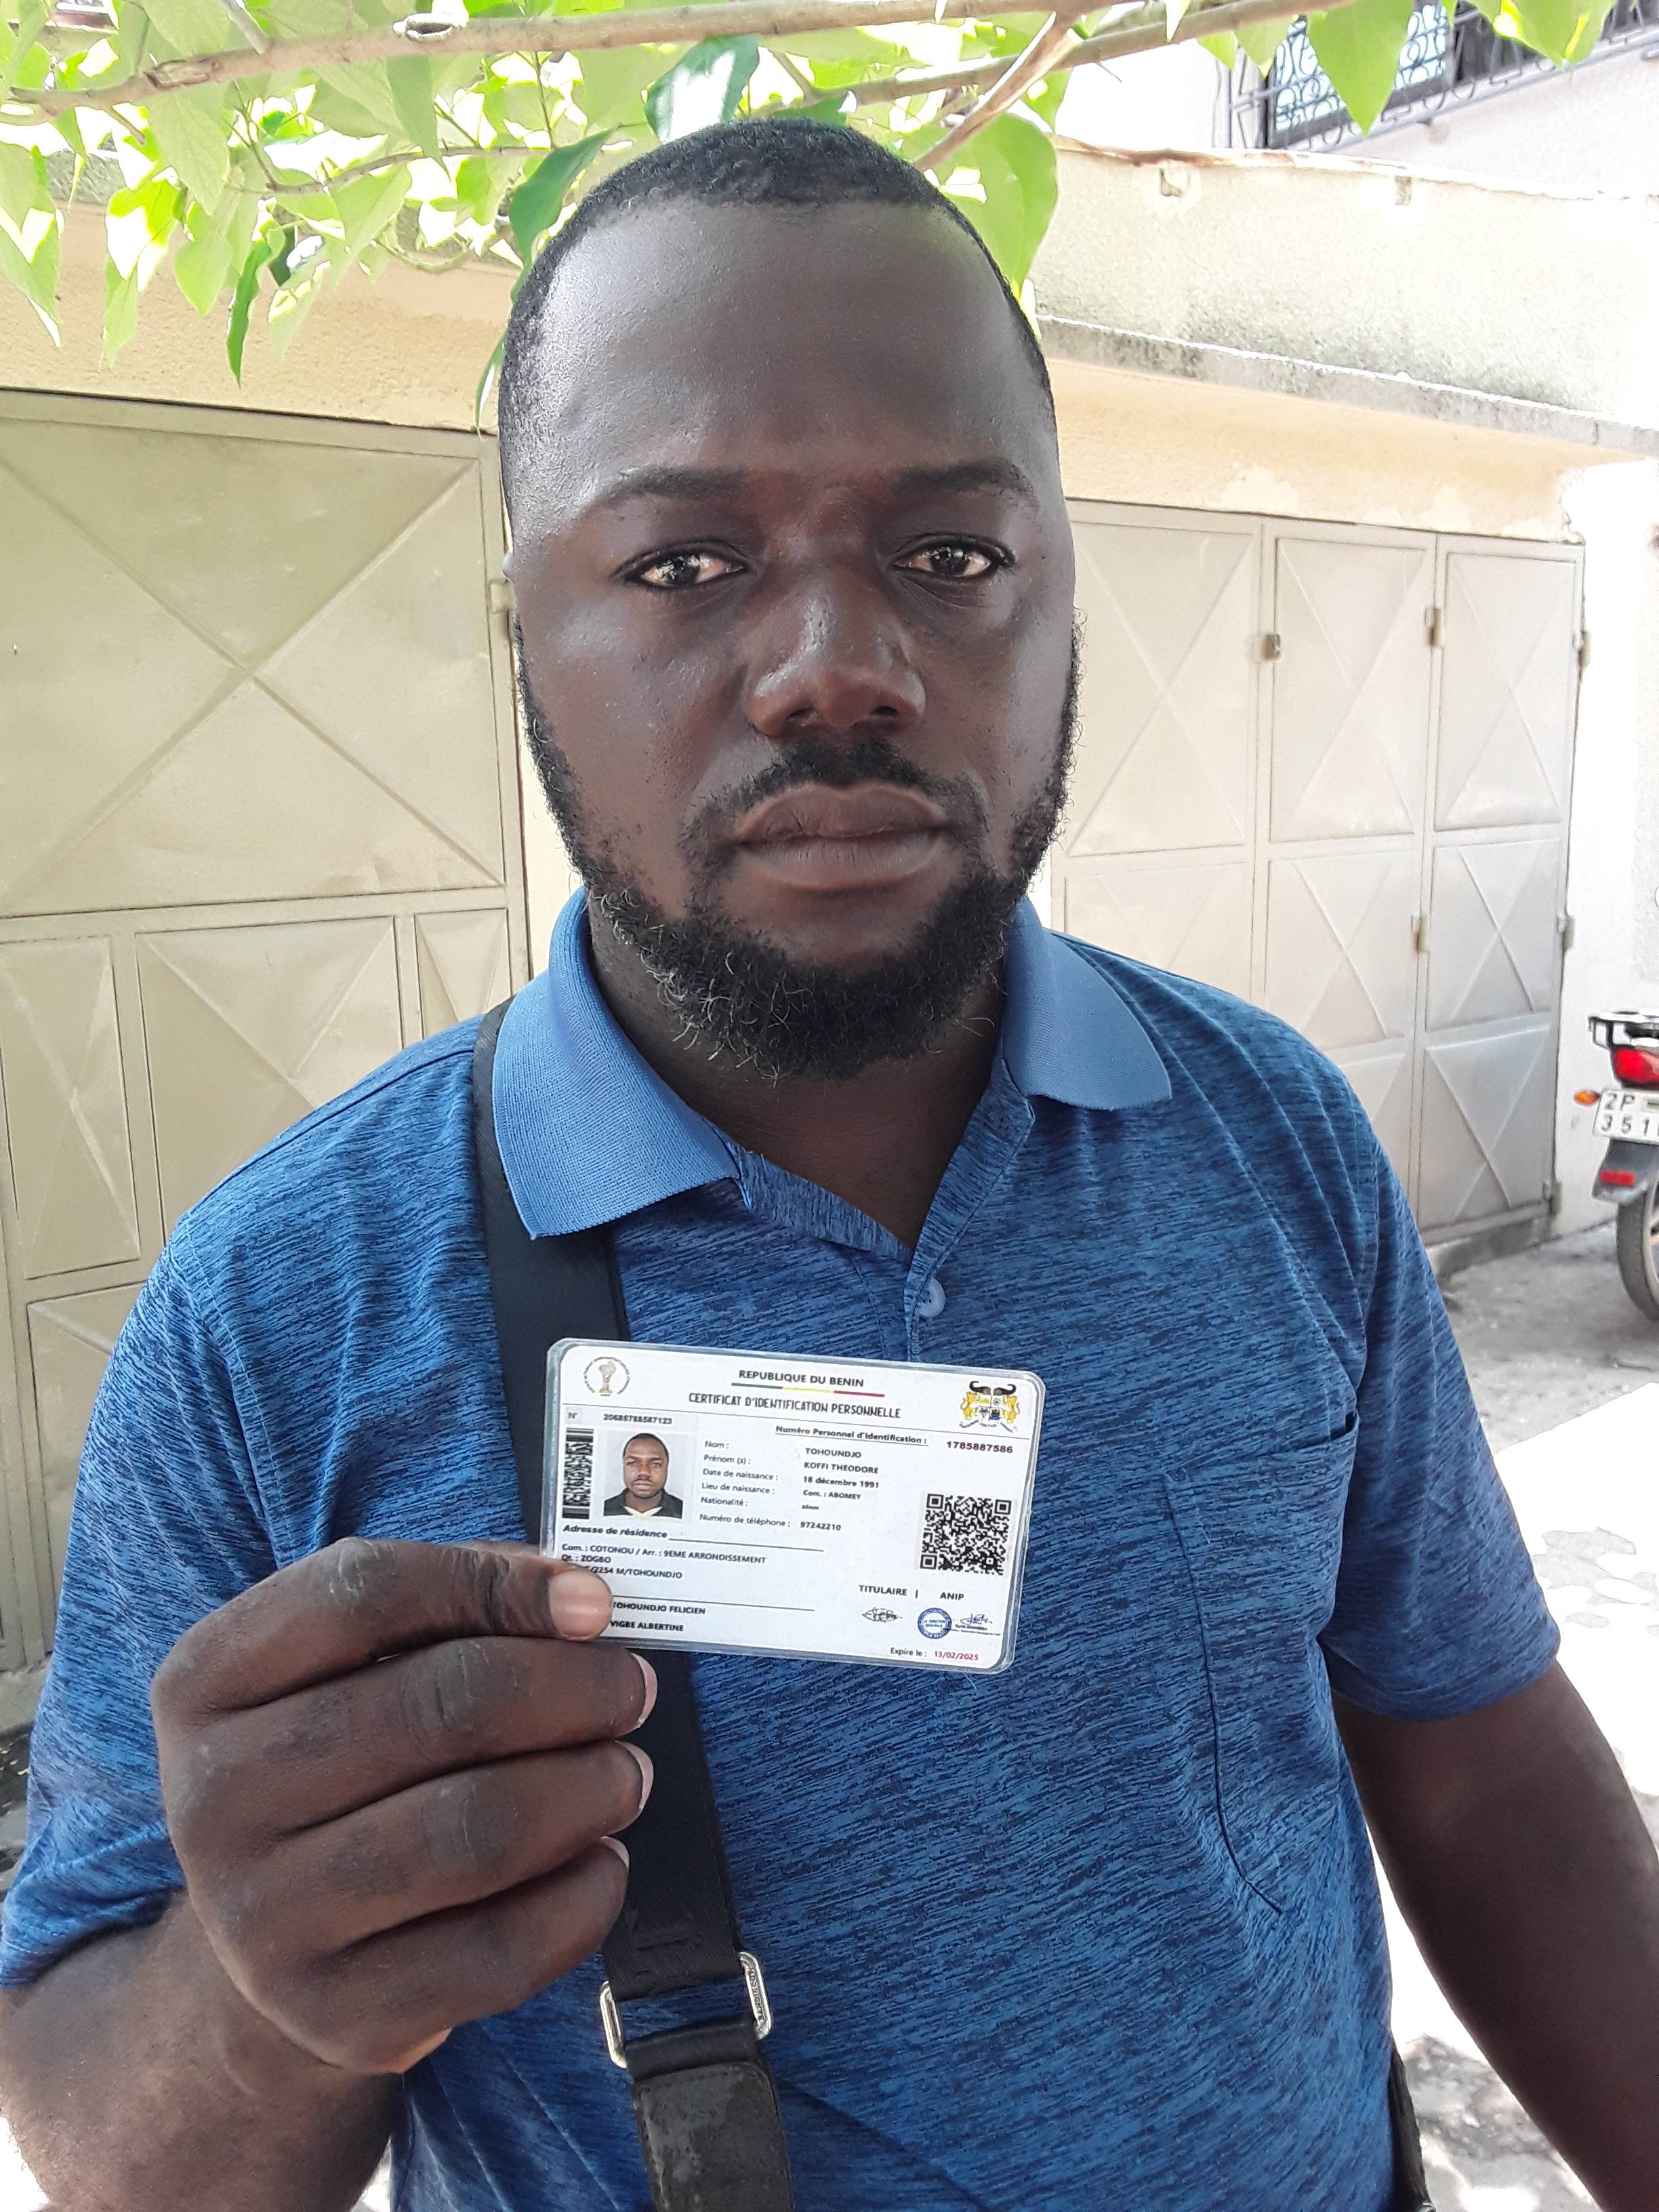 REPUBLIQUE DU BENIN
CERTIFICAT D'IDENTIFICATION PERSONNELLE
N° 20685788587123
Numéro Personnel d'Identification : 1785887586
Nom : TOHOUNDJO
Prénom (s) : KOFFI THEODORE
Date de naissance : 18 décembre 1991
Lieu de naissance : Com. : ABOMEY
Nationalité :
Numéro de téléphone : 97242210
Adresse de résidence
Com. : COTONOU / Arr. : 9EME ARRONDISSEMENT
Qt. : ZOGBO
/2254 M/TOHOUNDJO
TOHOUNDJO FELICIEN
VIGBE ALBERTINE
TITULAIRE | ANIP
Expire le : 13/02/2025
2P
351